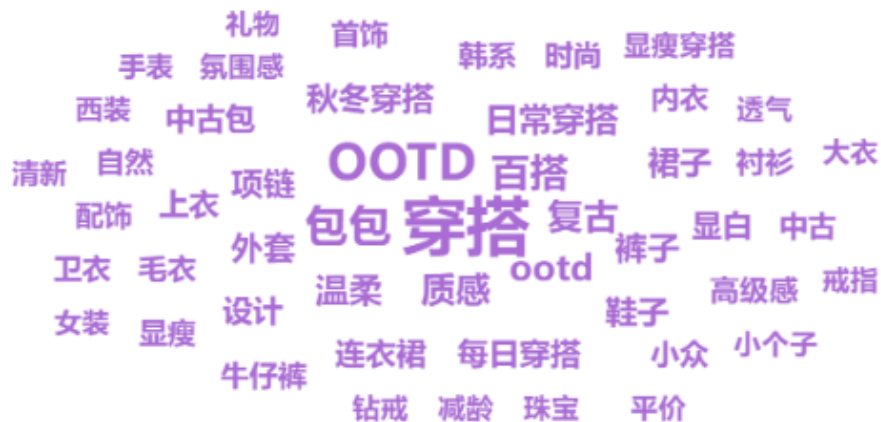 礼物
首饰
韩系 时尚 显瘦穿搭
手表 氛围感
西装 中古包 秋冬穿搭 日常穿搭 内衣 透气
清新 自然 项链 OOTD 百搭 裙子 衬衫 大衣
配饰 上衣 包包 穿搭 复古 显白 中古
外套 裤子
卫衣 毛衣 温柔 质感 ootd 高级感 戒指
女装 显瘦 设计 鞋子
牛仔裤 连衣裙 每日穿搭 小众 小个子
钻戒 减龄 珠宝 平价